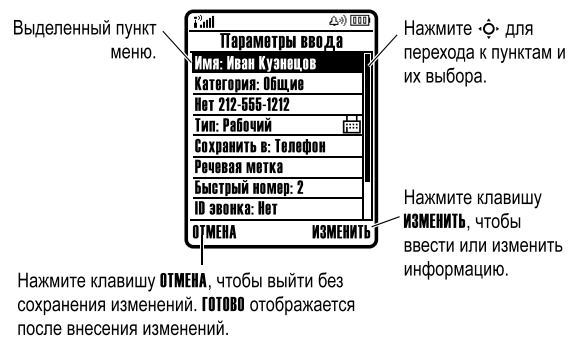 Выделенный пункт
меню.
Параметры ввода
Имя: Иван Кузнецов
Категория: Общие
Нет 212-555-1212
Тип: Рабочий
Сохранить в: Телефон
Речевая метка
Быстрый номер: 2
ID звонка: Нет
ОТМЕНА ИЗМЕНИТЬ
Нажмите для
перехода к пунктам и
их выбора.
Нажмите клавишу
ИЗМЕНИТЬ, чтобы
ввести или изменить
информацию.
Нажмите клавишу ОТМЕНА, чтобы выйти без
сохранения изменений. ГОТОВО отображается
после внесения изменений.